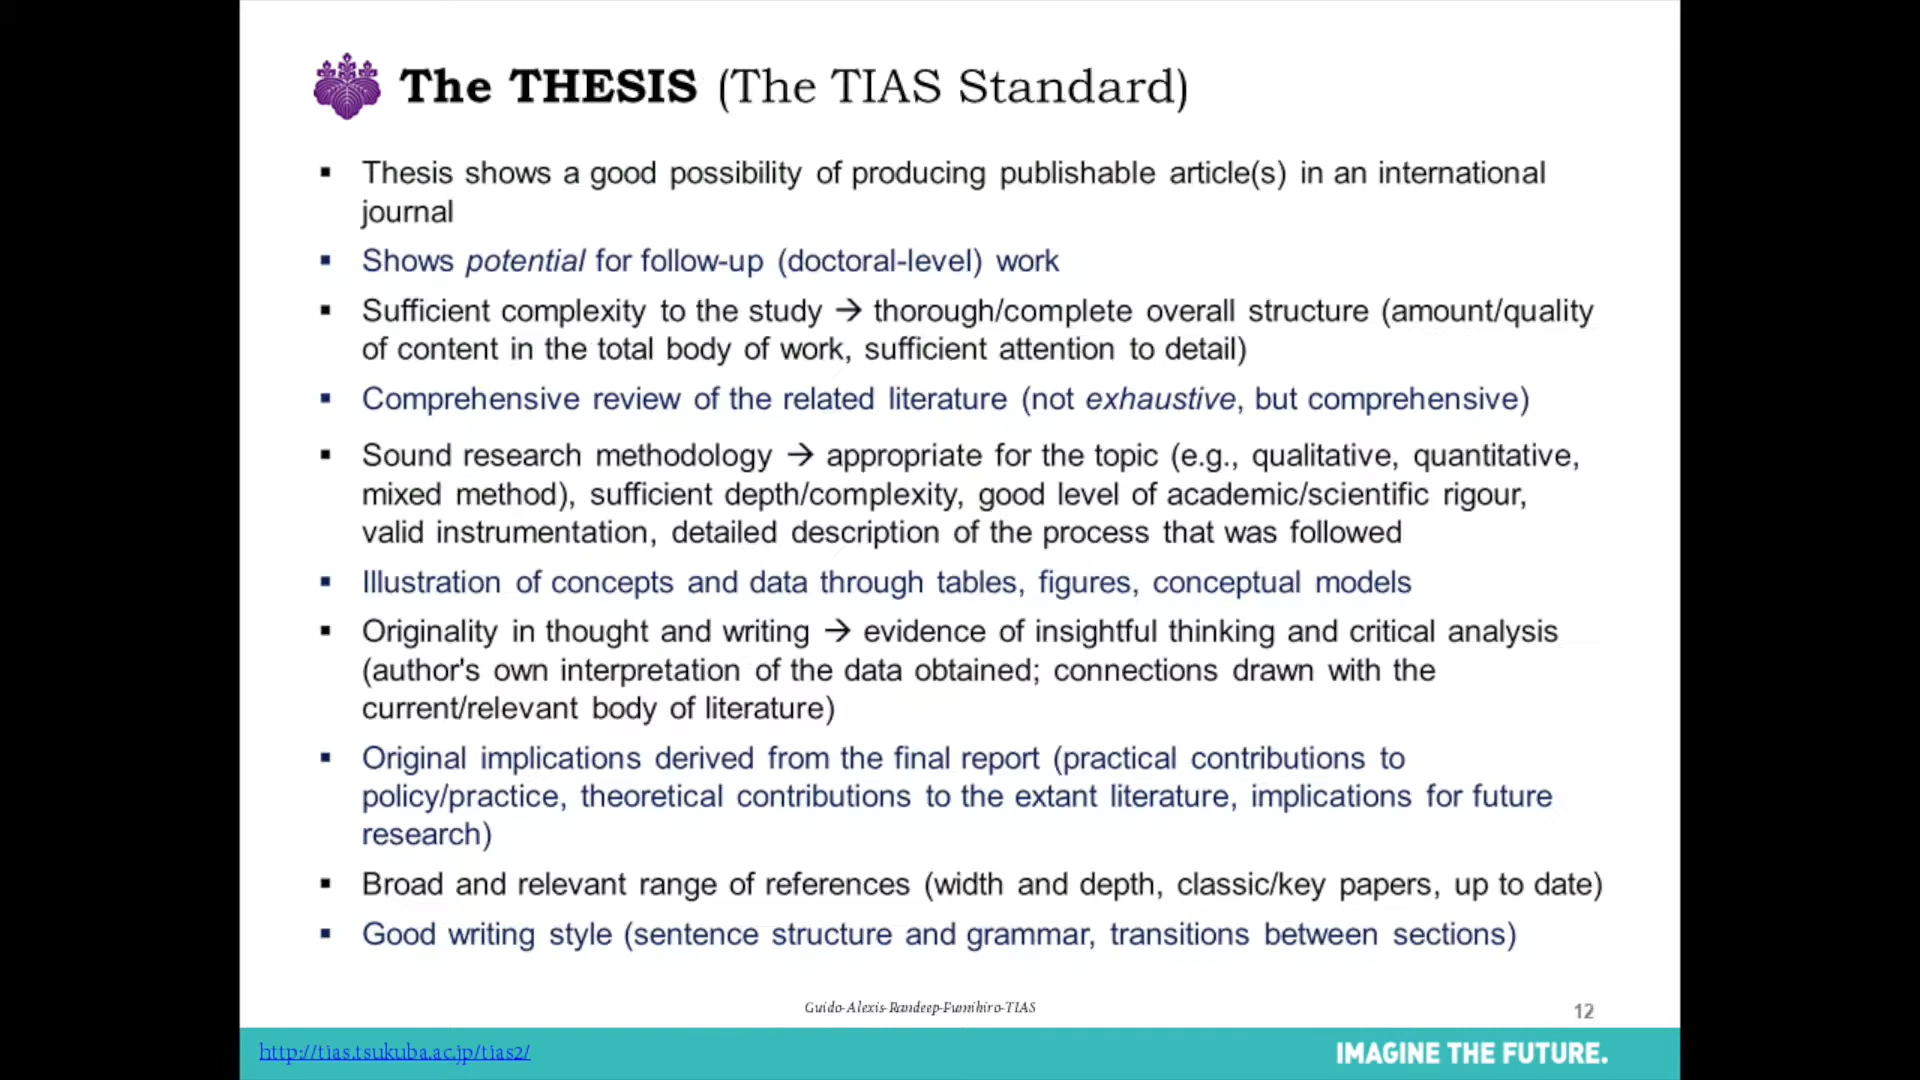 The THESIS (The TIAS Standard)
▪ Thesis shows a good possibility of producing publishable article(s) in an international
journal
▪ Shows potential for follow-up (doctoral-level) work
▪ Sufficient complexity to the study → thorough/complete overall structure (amount/quality
of content in the total body of work, sufficient attention to detail)
▪ Comprehensive review of the related literature (not exhaustive, but comprehensive)
▪ Sound research methodology → appropriate for the topic (e.g., qualitative, quantitative,
mixed method), sufficient depth/complexity, good level of academic/scientific rigour,
valid instrumentation, detailed description of the process that was followed
▪ Illustration of concepts and data through tables, figures, conceptual models
▪ Originality in thought and writing → evidence of insightful thinking and critical analysis
(author's own interpretation of the data obtained; connections drawn with the
current/relevant body of literature)
▪ Original implications derived from the final report (practical contributions to
policy/practice, theoretical contributions to the extant literature, implications for future
research)
▪ Broad and relevant range of references (width and depth, classic/key papers, up to date)
▪ Good writing style (sentence structure and grammar, transitions between sections)
Guido-Alexis-Randeep-Fumihiro-TIAS
12
http://tias.tsukuba.ac.jp/tias2/
IMAGINE THE FUTURE.